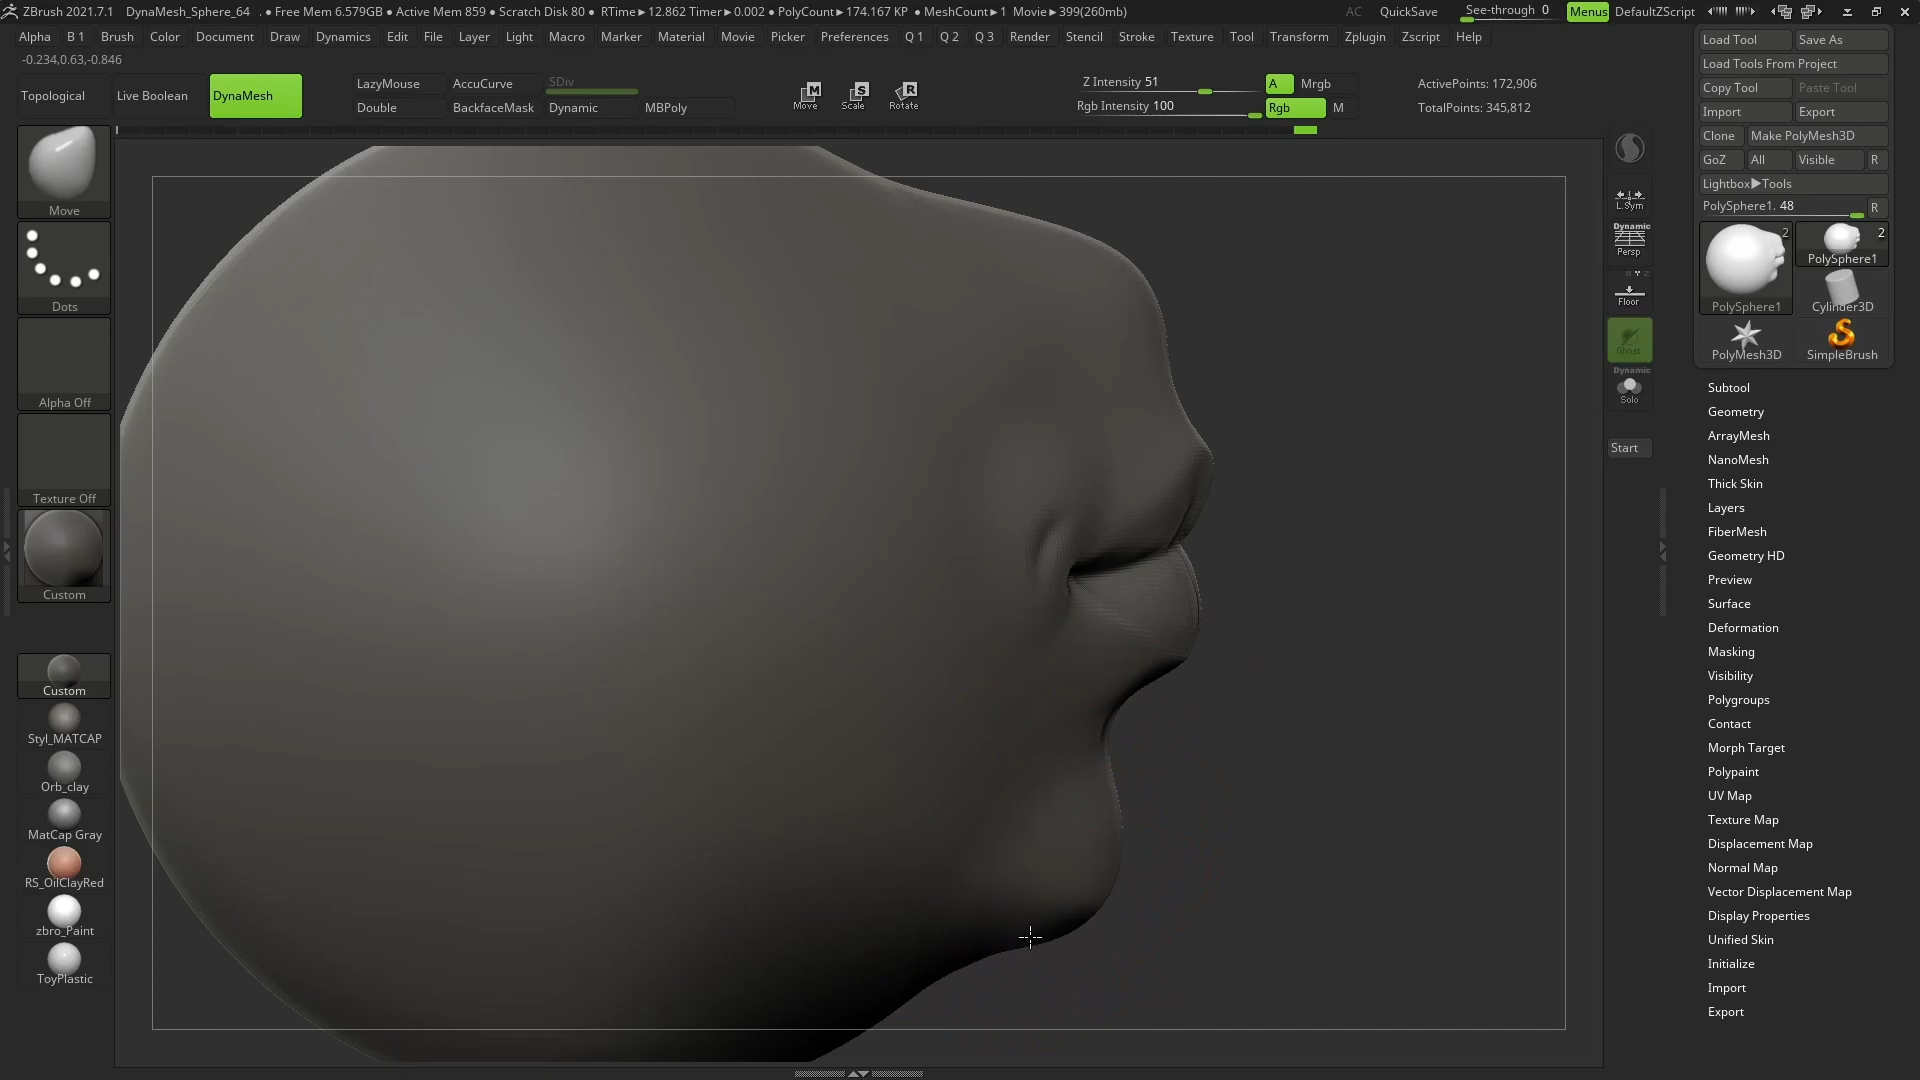 ZBrush 2021.7.1 DynaMesh_Sphere_64 . ● Free Mem 6.579GB ● Active Mem 859 ● Scratch Disk 80 ● RTime►12.862 Timer►0.002 ● PolyCount►174.167 KP ● MeshCount►1 Movie►399(260mb) AC QuickSave See-through 0 Menus DefaultZScript
Alpha B 1 Brush Color Document Draw Dynamics Edit File Layer Light Macro Marker Material Movie Picker Preferences Q 1 Q 2 Q 3 Render Stencil Stroke Texture Tool Transform Zplugin Zscript Help
-0.234,0.63,-0.846
Topological Live Boolean DynaMesh
LazyMouse AccuCurve SDiv
Double BackfaceMask Dynamic MBPoly
M S R
Move Scale Rotate
Z Intensity 51 A Mrgb
Rgb Intensity 100 Rgb M
ActivePoints: 172,906
TotalPoints: 345,812
Move
Dots
Alpha Off
Texture Off
Custom
Custom
Styl_MATCAP
Orb_clay
MatCap Gray
RS_OilClayRed
zbro_Paint
ToyPlastic
L.Sym
Dynamic
Persp
Floor
Ghost
Dynamic
Solo
Start
Load Tool Save As
Load Tools From Project
Copy Tool Paste Tool
Import Export
Clone Make PolyMesh3D
GoZ All Visible R
Lightbox►Tools
PolySphere1. 48 R
2 2
PolySphere1
PolySphere1 Cylinder3D
PolyMesh3D SimpleBrush
Subtool
Geometry
ArrayMesh
NanoMesh
Thick Skin
Layers
FiberMesh
Geometry HD
Preview
Surface
Deformation
Masking
Visibility
Polygroups
Contact
Morph Target
Polypaint
UV Map
Texture Map
Displacement Map
Normal Map
Vector Displacement Map
Display Properties
Unified Skin
Initialize
Import
Export